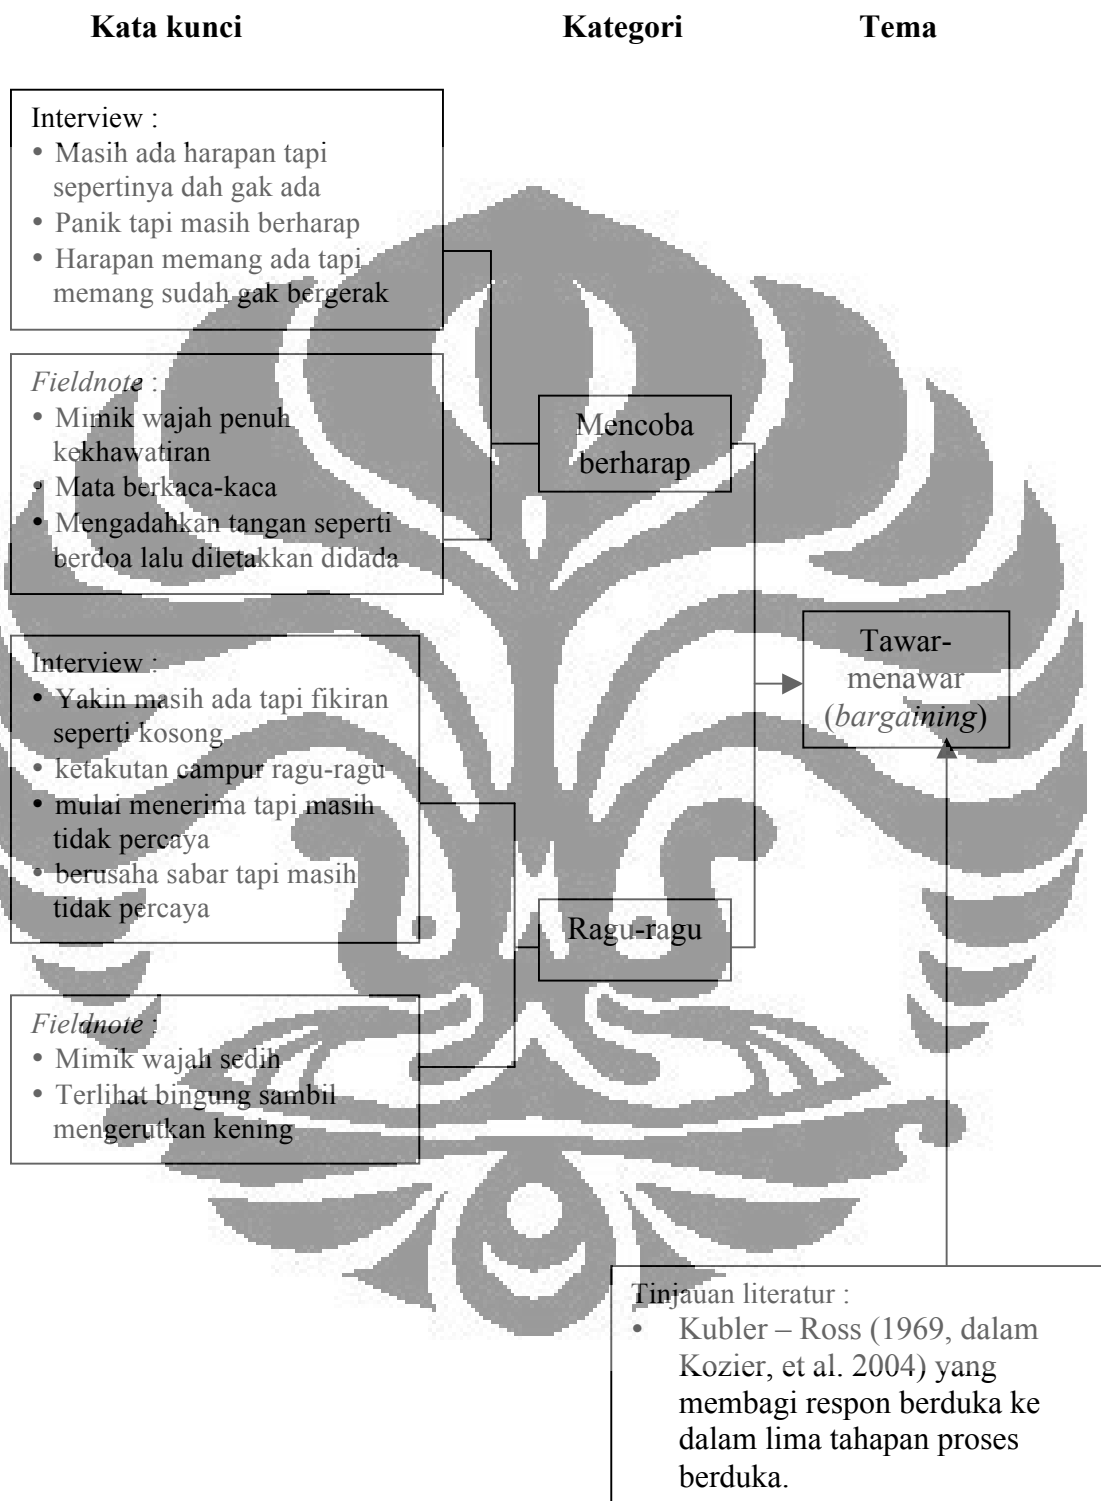 Kata kunci Kategori Tema
Interview :
• Masih ada harapan tapi
sepertinya dah gak ada
• Panik tapi masih berharap
• Harapan memang ada tapi
memang sudah gak bergerak
Fieldnote :
• Mimik wajah penuh
kekhawatiran
• Mata berkaca-kaca
• Mengadahkan tangan seperti
berdoa lalu diletakkan didada
Mencoba
berharap
Interview :
• Yakin masih ada tapi fikiran
seperti kosong
• ketakutan campur ragu-ragu
• mulai menerima tapi masih
tidak percaya
• berusaha sabar tapi masih
tidak percaya
Fieldnote :
• Mimik wajah sedih
• Terlihat bingung sambil
mengerutkan kening
Ragu-ragu
Tawar-
menawar
(bargaining)
Tinjauan literatur :
• Kubler – Ross (1969, dalam
Kozier, et al. 2004) yang
membagi respon berduka ke
dalam lima tahapan proses
berduka.